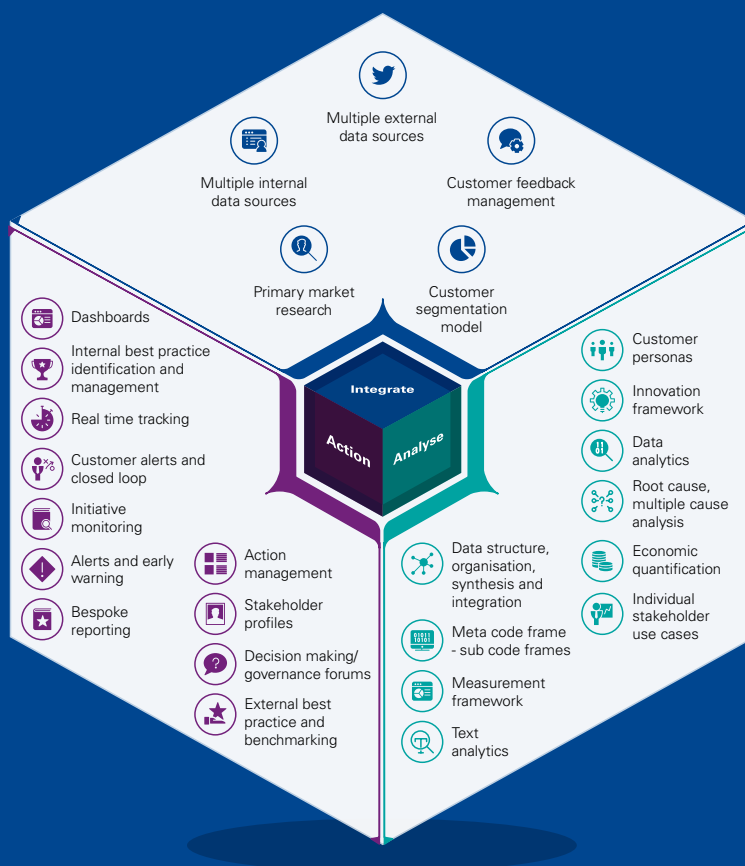 Multiple external
data sources
Multiple internal
data sources
Customer feedback
management
Primary market
research
Customer
segmentation
model
Integrate
Action
Analyse
Dashboards
Internal best practice
identification and
management
Real time tracking
Customer alerts and
closed loop
Initiative
monitoring
Alerts and early
warning
Bespoke
reporting
Action
management
Stakeholder
profiles
Decision making/
governance forums
External best
practice and
benchmarking
Customer
personas
Innovation
framework
Data
analytics
Root cause,
multiple cause
analysis
Economic
quantification
Individual
stakeholder
use cases
Data structure,
organisation,
synthesis and
integration
01011
10101
Meta code frame
- sub code frames
Measurement
framework
Text
analytics